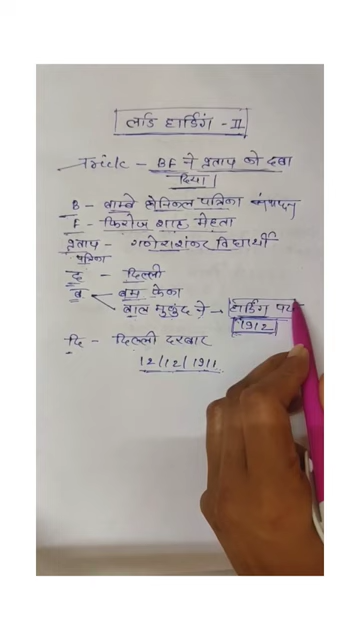 लार्ड हार्डिंग - II
Trick - BF ने प्रताप को दबा
दिया।
B - बाम्बे क्रोनिकल पत्रिका संपादन
F - फिरोज शाह मेहता
प्रताप - गणेशशंकर विद्यार्थी
पत्रिका
द - दिल्ली
ब - बम फेका
बाल मुकुंद ने → हार्डिंग पर
1912
दि - दिल्ली दरबार
12/12/1911